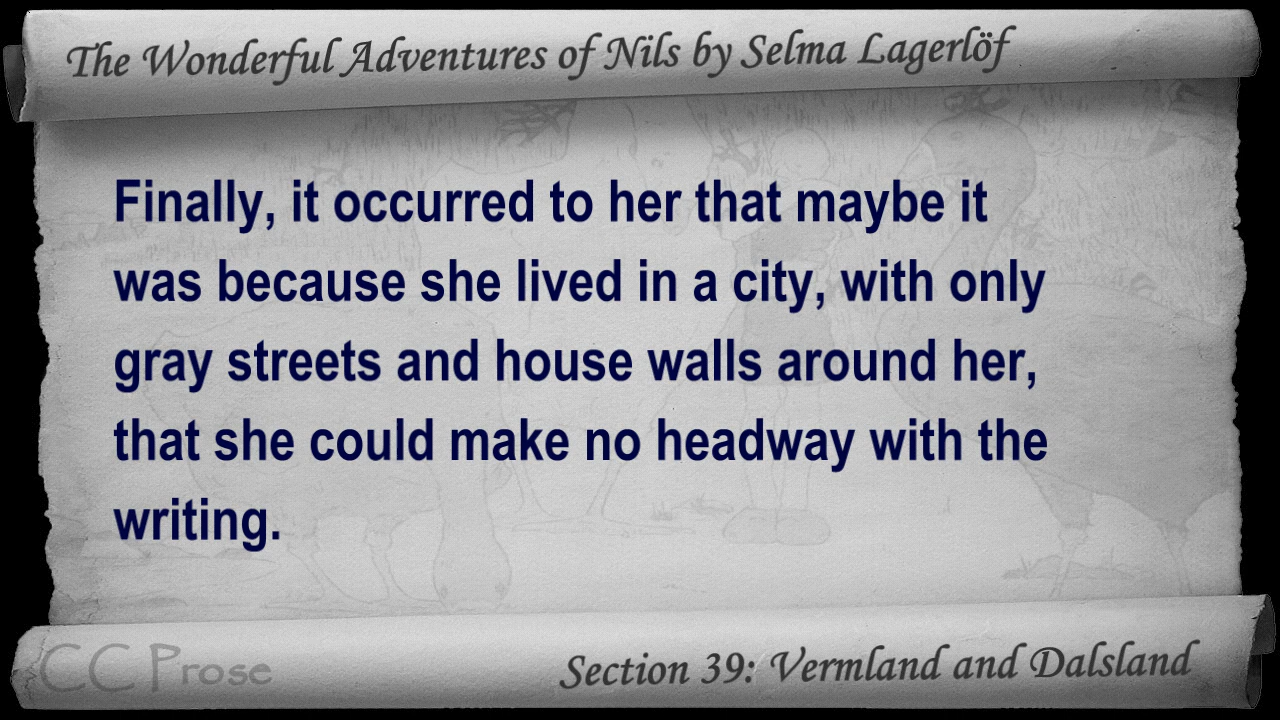 The Wonderful Adventures of Nils by Selma Lagerlöf
Finally, it occurred to her that maybe it
was because she lived in a city, with only
gray streets and house walls around her,
that she could make no headway with the
writing.
CC Prose
Section 39: Vermland and Dalsland